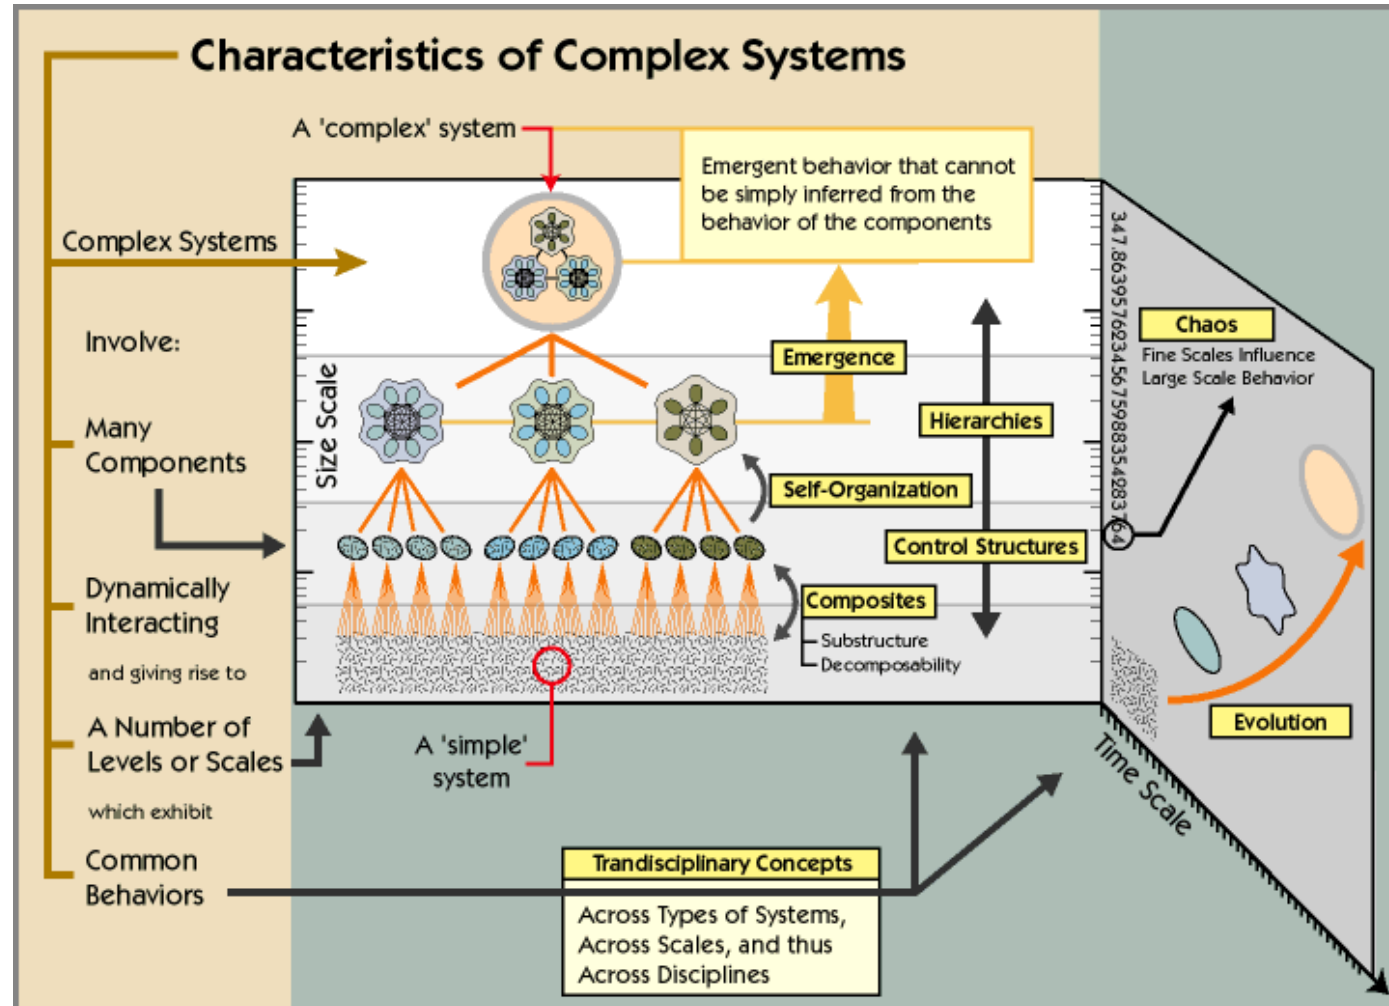 Characteristics of Complex Systems
A 'complex' system
Emergent behavior that cannot
be simply inferred from the
behavior of the components
Complex Systems
Involve:
Many
Components
Dynamically
Interacting
and giving rise to
A Number of
Levels or Scales
which exhibit
Common
Behaviors
Size Scale
Emergence
Hierarchies
Self-Organization
Control Structures
Composites
Substructure
Decomposability
A 'simple'
system
Chaos
Fine Scales Influence
Large Scale Behavior
Evolution
Time Scale
Trandisciplinary Concepts
Across Types of Systems,
Across Scales, and thus
Across Disciplines